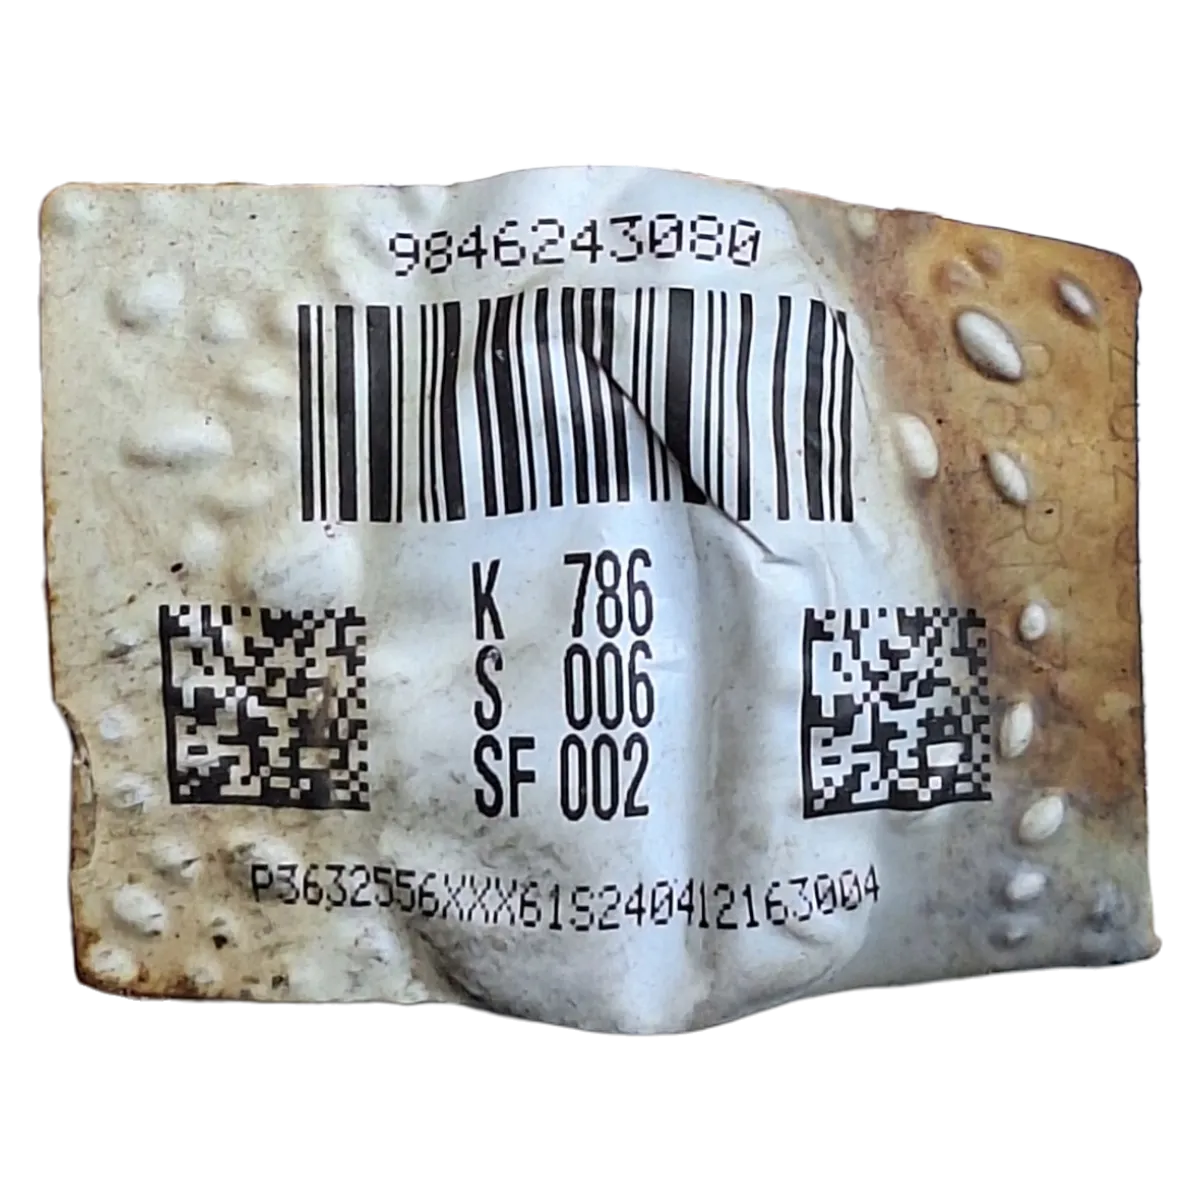 9846243080
K 786
S 006
SF 002
P3632556XXX61S240412163004